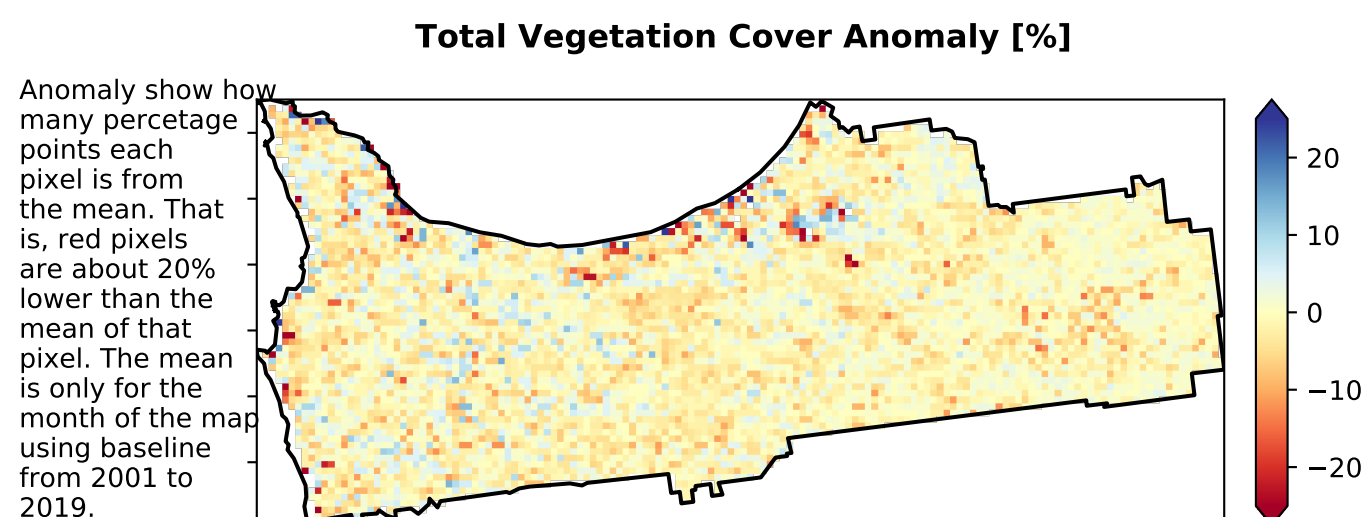 Total Vegetation Cover Anomaly [%]
Anomaly show how
many percetage
points each
pixel is from
the mean. That
is, red pixels
are about 20%
lower than the
mean of that
pixel. The mean
is only for the
month of the map
using baseline
from 2001 to
2019.
20
10
0
−10
−20